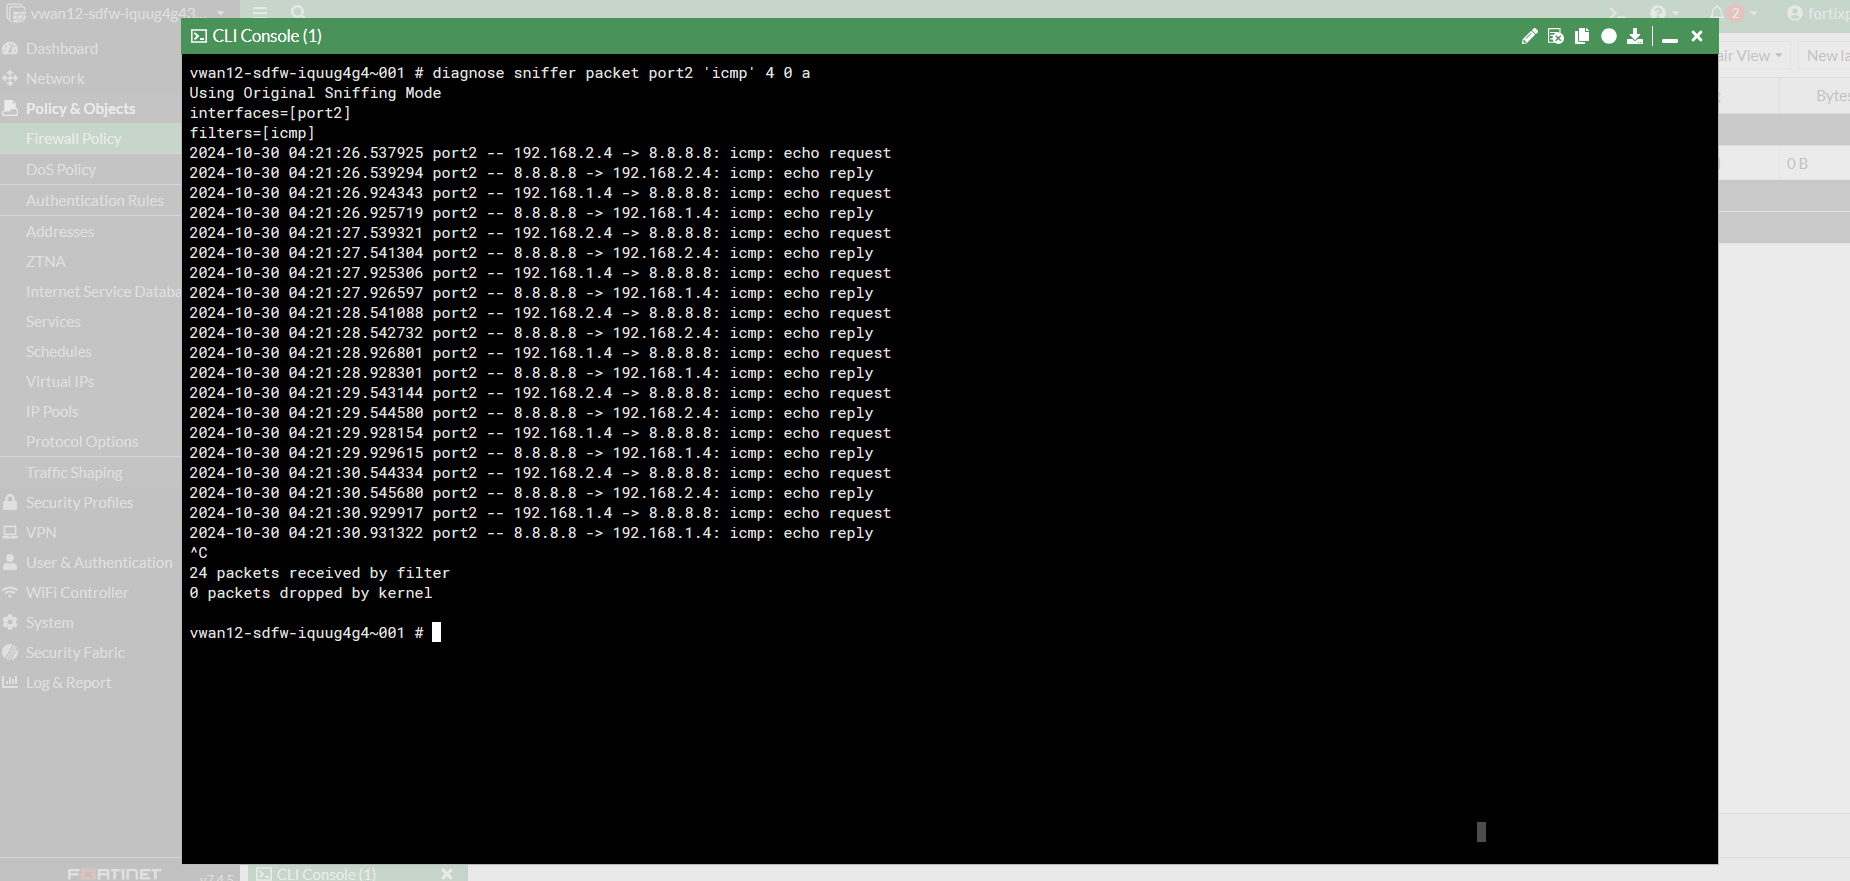 vwan12-sdfw-iquug4g43...
2
fortixp
Dashboard
Network
Policy & Objects
Firewall Policy
DoS Policy
Authentication Rules
Addresses
ZTNA
Internet Service Databa
Services
Schedules
Virtual IPs
IP Pools
Protocol Options
Traffic Shaping
Security Profiles
VPN
User & Authentication
WiFi Controller
System
Security Fabric
Log & Report
FORTINET
v7.4.5
CLI Console (1)
vwan12-sdfw-iquug4g4~001 # diagnose sniffer packet port2 'icmp' 4 0 a
Using Original Sniffing Mode
interfaces=[port2]
filters=[icmp]
2024-10-30 04:21:26.537925 port2 -- 192.168.2.4 -> 8.8.8.8: icmp: echo request
2024-10-30 04:21:26.539294 port2 -- 8.8.8.8 -> 192.168.2.4: icmp: echo reply
2024-10-30 04:21:26.924343 port2 -- 192.168.1.4 -> 8.8.8.8: icmp: echo request
2024-10-30 04:21:26.925719 port2 -- 8.8.8.8 -> 192.168.1.4: icmp: echo reply
2024-10-30 04:21:27.539321 port2 -- 192.168.2.4 -> 8.8.8.8: icmp: echo request
2024-10-30 04:21:27.541304 port2 -- 8.8.8.8 -> 192.168.2.4: icmp: echo reply
2024-10-30 04:21:27.925306 port2 -- 192.168.1.4 -> 8.8.8.8: icmp: echo request
2024-10-30 04:21:27.926597 port2 -- 8.8.8.8 -> 192.168.1.4: icmp: echo reply
2024-10-30 04:21:28.541088 port2 -- 192.168.2.4 -> 8.8.8.8: icmp: echo request
2024-10-30 04:21:28.542732 port2 -- 8.8.8.8 -> 192.168.2.4: icmp: echo reply
2024-10-30 04:21:28.926801 port2 -- 192.168.1.4 -> 8.8.8.8: icmp: echo request
2024-10-30 04:21:28.928301 port2 -- 8.8.8.8 -> 192.168.1.4: icmp: echo reply
2024-10-30 04:21:29.543144 port2 -- 192.168.2.4 -> 8.8.8.8: icmp: echo request
2024-10-30 04:21:29.544580 port2 -- 8.8.8.8 -> 192.168.2.4: icmp: echo reply
2024-10-30 04:21:29.928154 port2 -- 192.168.1.4 -> 8.8.8.8: icmp: echo request
2024-10-30 04:21:29.929615 port2 -- 8.8.8.8 -> 192.168.1.4: icmp: echo reply
2024-10-30 04:21:30.544334 port2 -- 192.168.2.4 -> 8.8.8.8: icmp: echo request
2024-10-30 04:21:30.545680 port2 -- 8.8.8.8 -> 192.168.2.4: icmp: echo reply
2024-10-30 04:21:30.929917 port2 -- 192.168.1.4 -> 8.8.8.8: icmp: echo request
2024-10-30 04:21:30.931322 port2 -- 8.8.8.8 -> 192.168.1.4: icmp: echo reply
^C
24 packets received by filter
0 packets dropped by kernel
vwan12-sdfw-iquug4g4~001 #
air View
New la
Bytes
0 B
CLI Console (1)